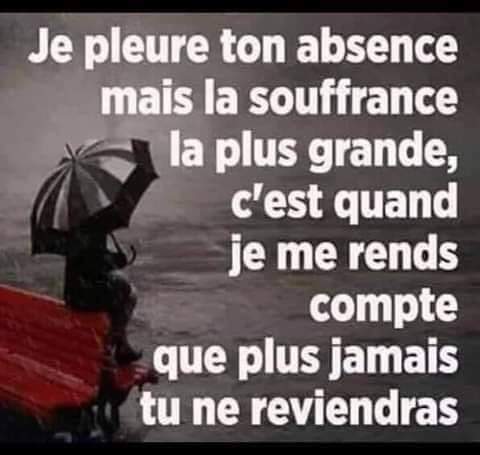 Je pleure ton absence
mais la souffrance
la plus grande,
c'est quand
je me rends
compte
que plus jamais
tu ne reviendras